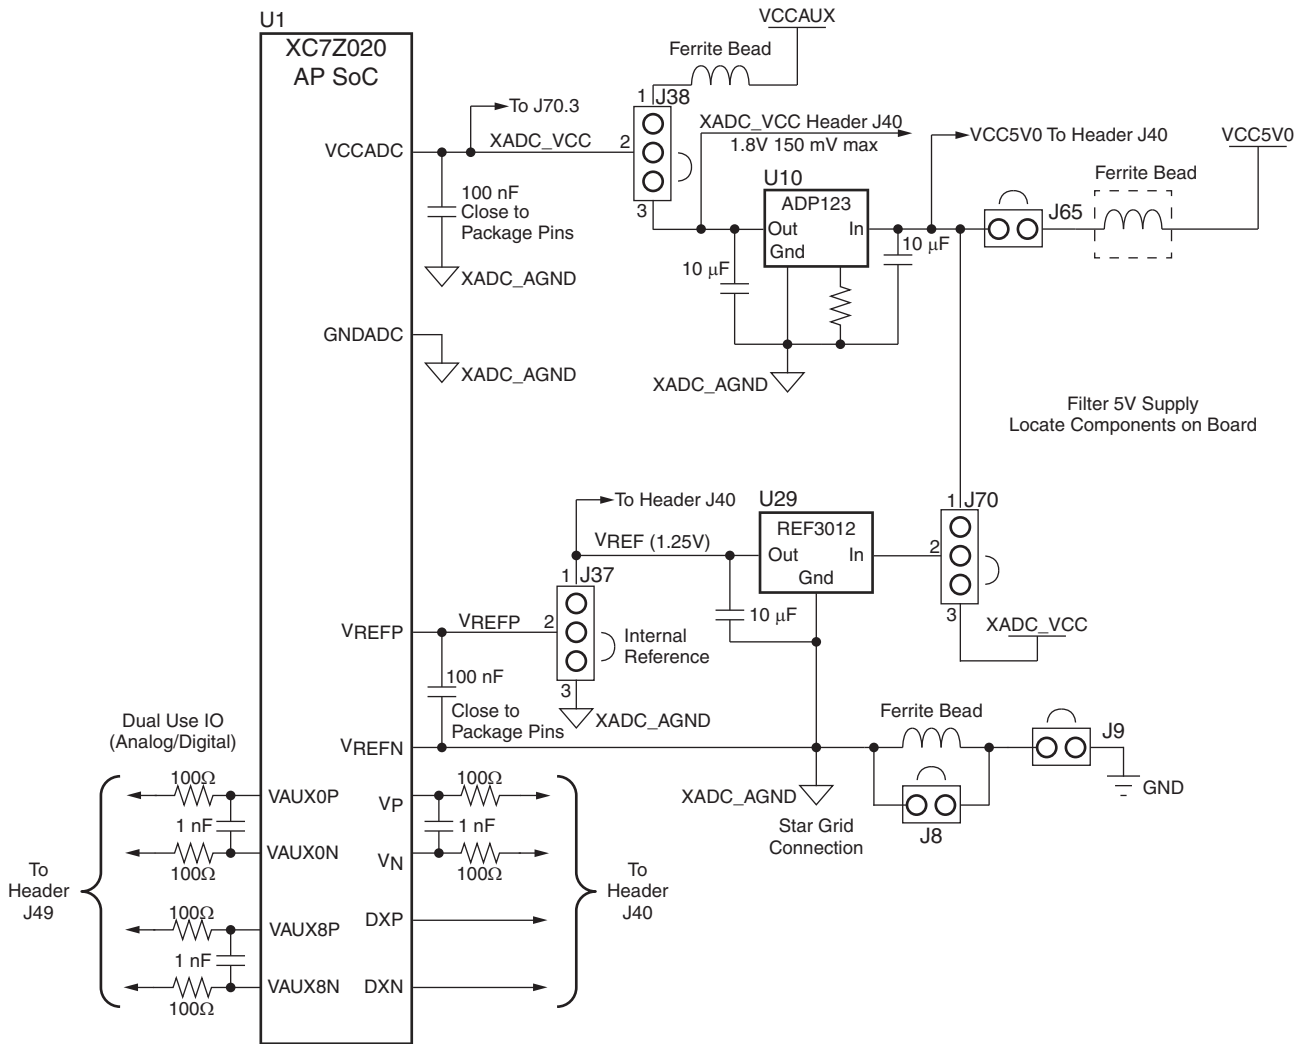 U1
XC7Z020
AP SoC
VCCAUX
Ferrite Bead
To J70.3
1
J38
VCCADC
XADC_VCC
2
3
100 nF
Close to
Package Pins
XADC_AGND
XADC_VCC Header J40
1.8V 150 mV max
VCC5V0 To Header J40
VCC5V0
Ferrite Bead
J65
U10
ADP123
Out
In
Gnd
10 μF
10 μF
XADC_AGND
GNDADC
XADC_AGND
Filter 5V Supply
Locate Components on Board
To Header J40
VREF (1.25V)
U29
REF3012
Out
In
Gnd
10 μF
1
J70
2
3
XADC_VCC
1
J37
2
3
Internal
Reference
XADC_AGND
VREFP
VREFP
100 nF
Close to
Package Pins
VREFN
Ferrite Bead
J8
J9
GND
XADC_AGND
Star Grid
Connection
Dual Use IO
(Analog/Digital)
100Ω
VAUX0P
1 nF
VAUX0N
100Ω
100Ω
VAUX8P
1 nF
VAUX8N
100Ω
To
Header
J49
VP
100Ω
1 nF
VN
100Ω
DXP
DXN
To
Header
J40